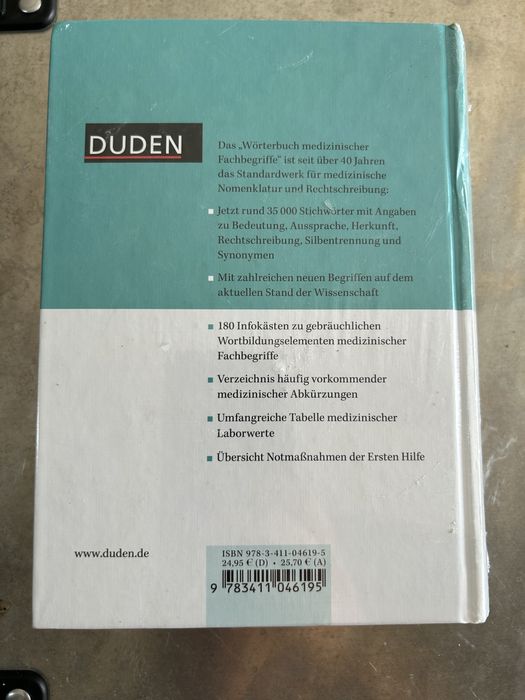 DUDEN
Das „Wörterbuch medizinischer
Fachbegriffe“ ist seit über 40 Jahren
das Standardwerk für medizinische
Nomenklatur und Rechtschreibung:
Jetzt rund 35 000 Stichwörter mit Angaben
zu Bedeutung, Aussprache, Herkunft,
Rechtschreibung, Silbentrennung und
Synonymen
Mit zahlreichen neuen Begriffen auf dem
aktuellen Stand der Wissenschaft
180 Infokästen zu gebräuchlichen
Wortbildungselementen medizinischer
Fachbegriffe
Verzeichnis häufig vorkommender
medizinischer Abkürzungen
Umfangreiche Tabelle medizinischer
Laborwerte
Übersicht Notmaßnahmen der Ersten Hilfe
www.duden.de
ISBN 978-3-411-04619-5
24,95 € (D) • 25,70 € (A)
9 783411 046195